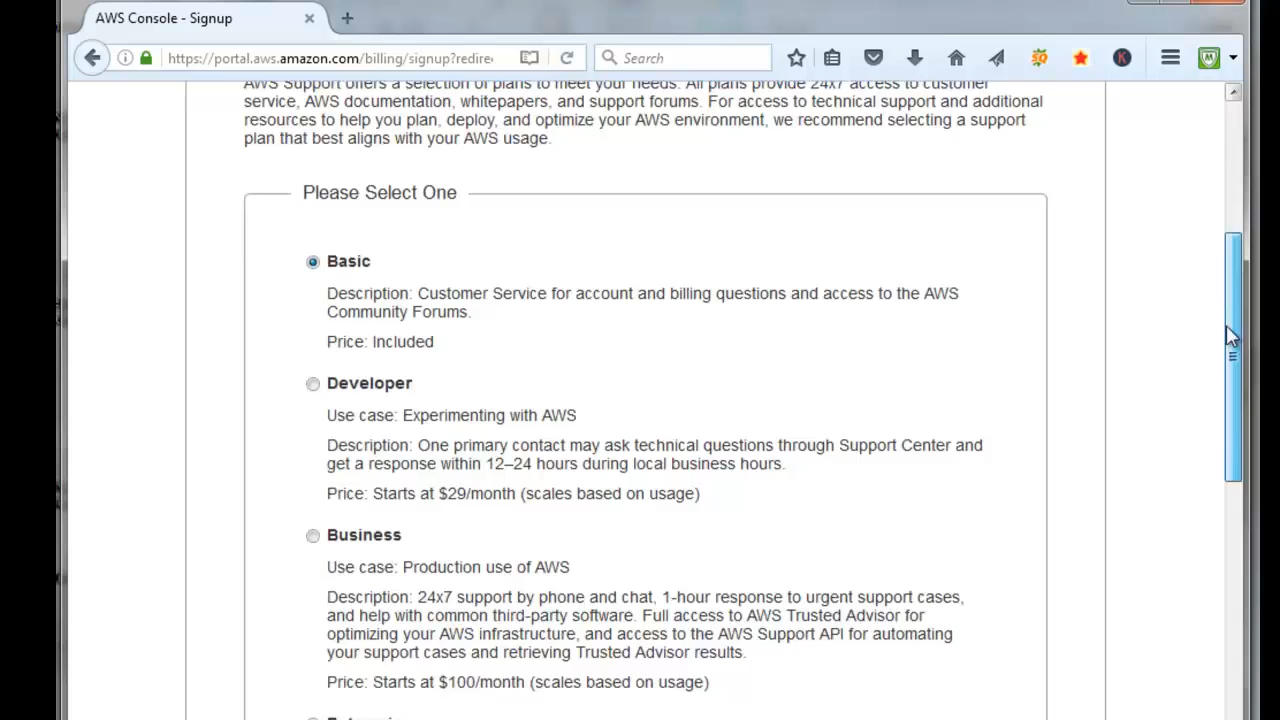 AWS Console - Signup
https://portal.aws.amazon.com/billing/signup?redire
Search
AWS Support offers a selection of plans to meet your needs. All plans provide 24x7 access to customer
service, AWS documentation, whitepapers, and support forums. For access to technical support and additional
resources to help you plan, deploy, and optimize your AWS environment, we recommend selecting a support
plan that best aligns with your AWS usage.
Please Select One
Basic
Description: Customer Service for account and billing questions and access to the AWS
Community Forums.
Price: Included
Developer
Use case: Experimenting with AWS
Description: One primary contact may ask technical questions through Support Center and
get a response within 12–24 hours during local business hours.
Price: Starts at $29/month (scales based on usage)
Business
Use case: Production use of AWS
Description: 24x7 support by phone and chat, 1-hour response to urgent support cases,
and help with common third-party software. Full access to AWS Trusted Advisor for
optimizing your AWS infrastructure, and access to the AWS Support API for automating
your support cases and retrieving Trusted Advisor results.
Price: Starts at $100/month (scales based on usage)